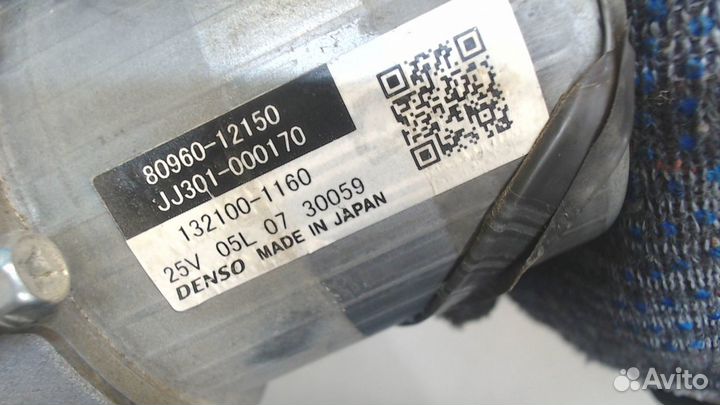 80960-12150
JJ301-000170
132100-1160
25V 05L 07 30059
DENSO MADE IN JAPAN
Avito